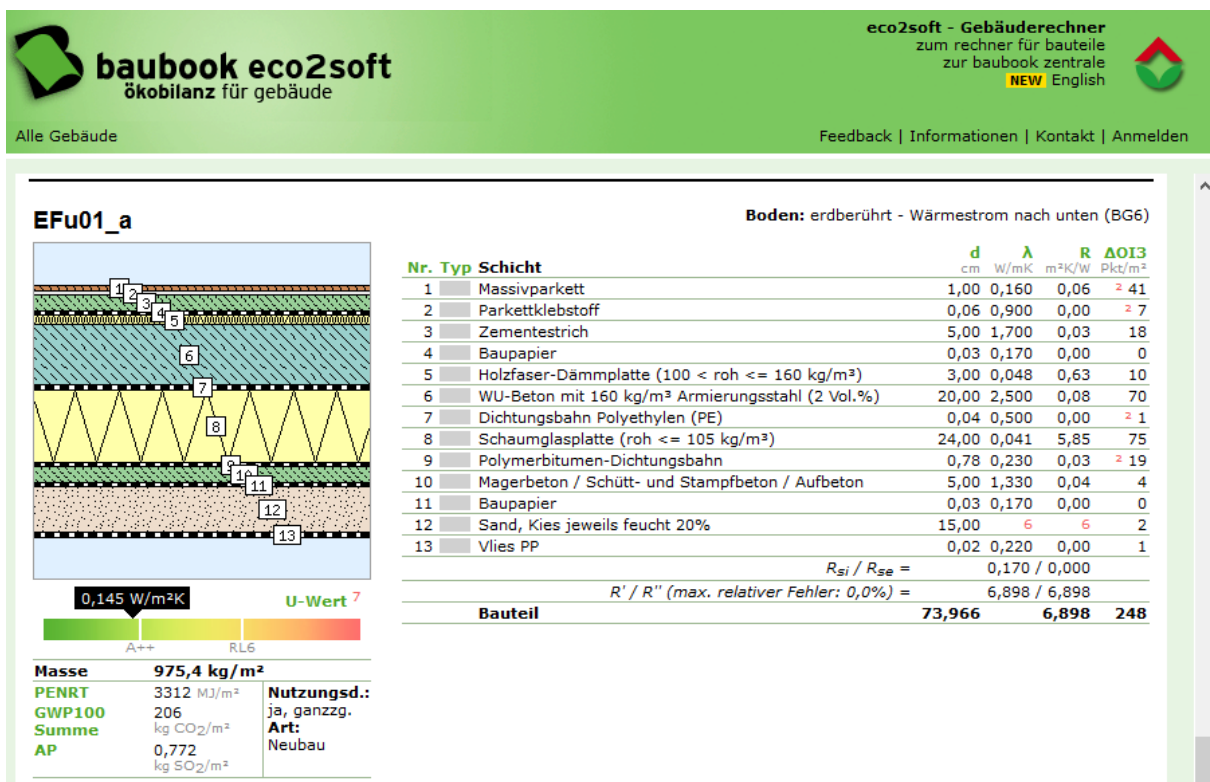 baubook eco2soft
ökobilanz für gebäude
eco2soft - Gebäuderechner
zum rechner für bauteile
zur baubook zentrale
NEW English
Alle Gebäude
Feedback | Informationen | Kontakt | Anmelden
EFu01_a
Boden: erdberührt - Wärmestrom nach unten (BG6)
1
2
3
4
5
6
7
8
9
10
11
12
13
0,145 W/m²K
U-Wert 7
A++ RL6
Masse 975,4 kg/m²
PENRT 3312 MJ/m²
GWP100 Summe 206 kg CO2/m²
AP 0,772 kg SO2/m²
Nutzungsd.:
ja, ganzzg.
Art:
Neubau
d λ R ΔOI3
Nr. Typ Schicht cm W/mK m²K/W Pkt/m²
1 Massivparkett 1,00 0,160 0,06 ² 41
2 Parkettklebstoff 0,06 0,900 0,00 ² 7
3 Zementestrich 5,00 1,700 0,03 18
4 Baupapier 0,03 0,170 0,00 0
5 Holzfaser-Dämmplatte (100 < roh <= 160 kg/m³) 3,00 0,048 0,63 10
6 WU-Beton mit 160 kg/m³ Armierungsstahl (2 Vol.%) 20,00 2,500 0,08 70
7 Dichtungsbahn Polyethylen (PE) 0,04 0,500 0,00 ² 1
8 Schaumglasplatte (roh <= 105 kg/m³) 24,00 0,041 5,85 75
9 Polymerbitumen-Dichtungsbahn 0,78 0,230 0,03 ² 19
10 Magerbeton / Schütt- und Stampfbeton / Aufbeton 5,00 1,330 0,04 4
11 Baupapier 0,03 0,170 0,00 0
12 Sand, Kies jeweils feucht 20% 15,00 6 6 2
13 Vlies PP 0,02 0,220 0,00 1
Rsi / Rse = 0,170 / 0,000
R' / R'' (max. relativer Fehler: 0,0%) = 6,898 / 6,898
Bauteil 73,966 6,898 248